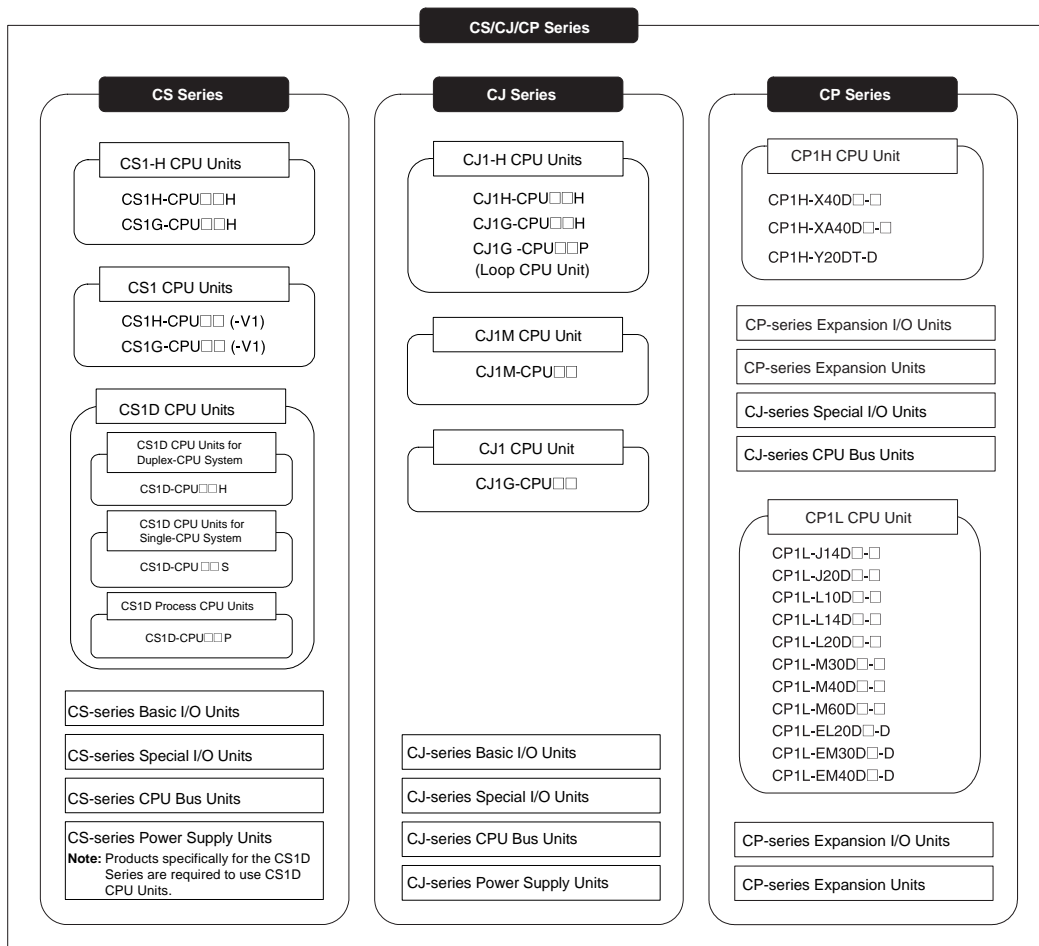 CS/CJ/CP Series
CS Series
CS1-H CPU Units
CS1H-CPU□□H
CS1G-CPU□□H
CS1 CPU Units
CS1H-CPU□□ (-V1)
CS1G-CPU□□ (-V1)
CS1D CPU Units
CS1D CPU Units for
Duplex-CPU System
CS1D-CPU□□H
CS1D CPU Units for
Single-CPU System
CS1D-CPU □□ S
CS1D Process CPU Units
CS1D-CPU□□ P
CS-series Basic I/O Units
CS-series Special I/O Units
CS-series CPU Bus Units
CS-series Power Supply Units
Note: Products specifically for the CS1D
Series are required to use CS1D
CPU Units.
CJ Series
CJ1-H CPU Units
CJ1H-CPU□□H
CJ1G-CPU□□H
CJ1G -CPU□□P
(Loop CPU Unit)
CJ1M CPU Unit
CJ1M-CPU□□
CJ1 CPU Unit
CJ1G-CPU□□
CJ-series Basic I/O Units
CJ-series Special I/O Units
CJ-series CPU Bus Units
CJ-series Power Supply Units
CP Series
CP1H CPU Unit
CP1H-X40D□-□
CP1H-XA40D□-□
CP1H-Y20DT-D
CP-series Expansion I/O Units
CP-series Expansion Units
CJ-series Special I/O Units
CJ-series CPU Bus Units
CP1L CPU Unit
CP1L-J14D□-□
CP1L-J20D□-□
CP1L-L10D□-□
CP1L-L14D□-□
CP1L-L20D□-□
CP1L-M30D□-□
CP1L-M40D□-□
CP1L-M60D□-□
CP1L-EL20D□-D
CP1L-EM30D□-D
CP1L-EM40D□-D
CP-series Expansion I/O Units
CP-series Expansion Units